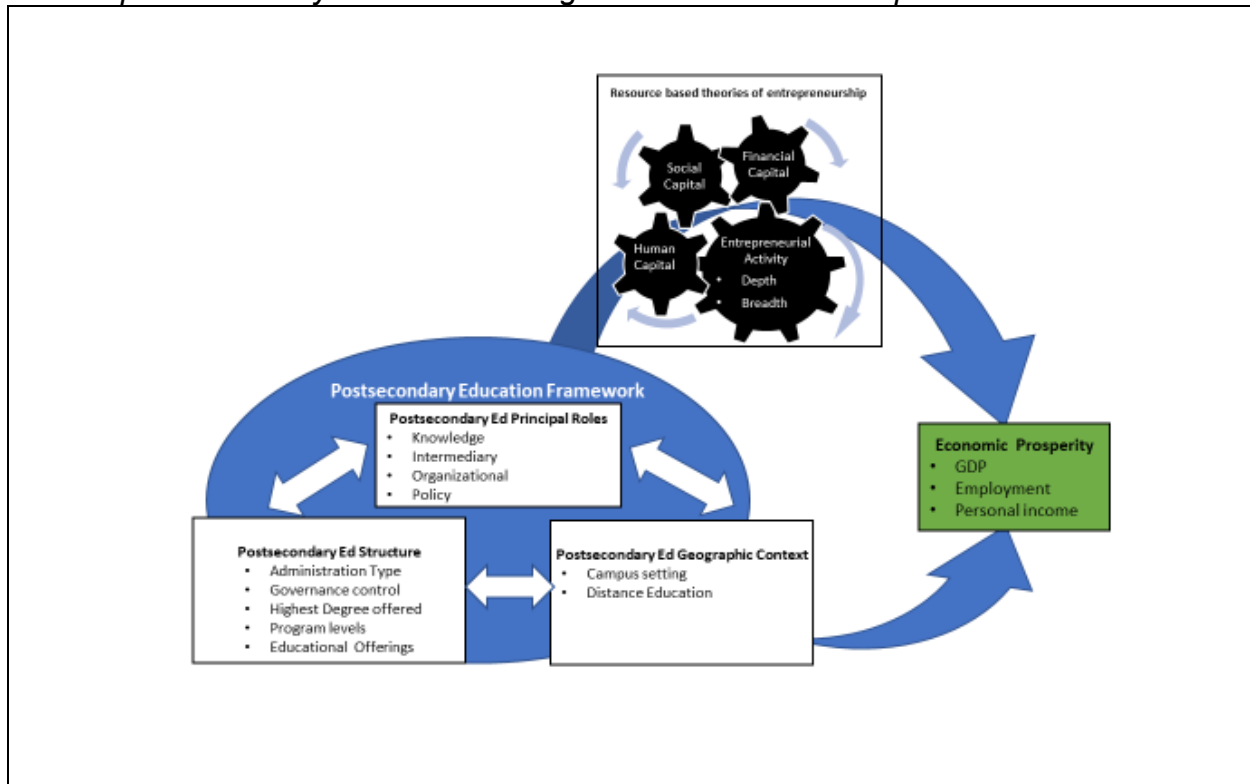 Resource based theories of entrepreneurship
Social
Capital
Financial
Capital
Human
Capital
Entrepreneurial
Activity
• Depth
• Breadth
Postsecondary Education Framework
Postsecondary Ed Principal Roles
• Knowledge
• Intermediary
• Organizational
• Policy
Postsecondary Ed Structure
• Administration Type
• Governance control
• Highest Degree offered
• Program levels
• Educational Offerings
Postsecondary Ed Geographic Context
• Campus setting
• Distance Education
Economic Prosperity
• GDP
• Employment
• Personal income